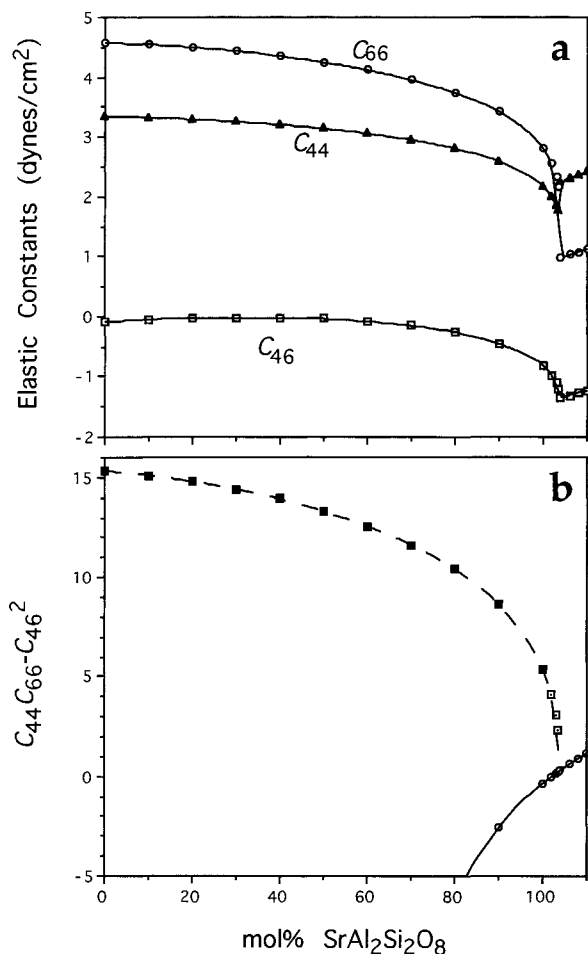 5
4
3
2
1
0
-1
-2
Elastic Constants (dynes/cm²)
C₆₆
a
C₄₄
C₄₆
15
10
5
0
-5
C₄₄C₆₆-C₄₆²
b
0 20 40 60 80 100
mol% SrAl₂Si₂O₈